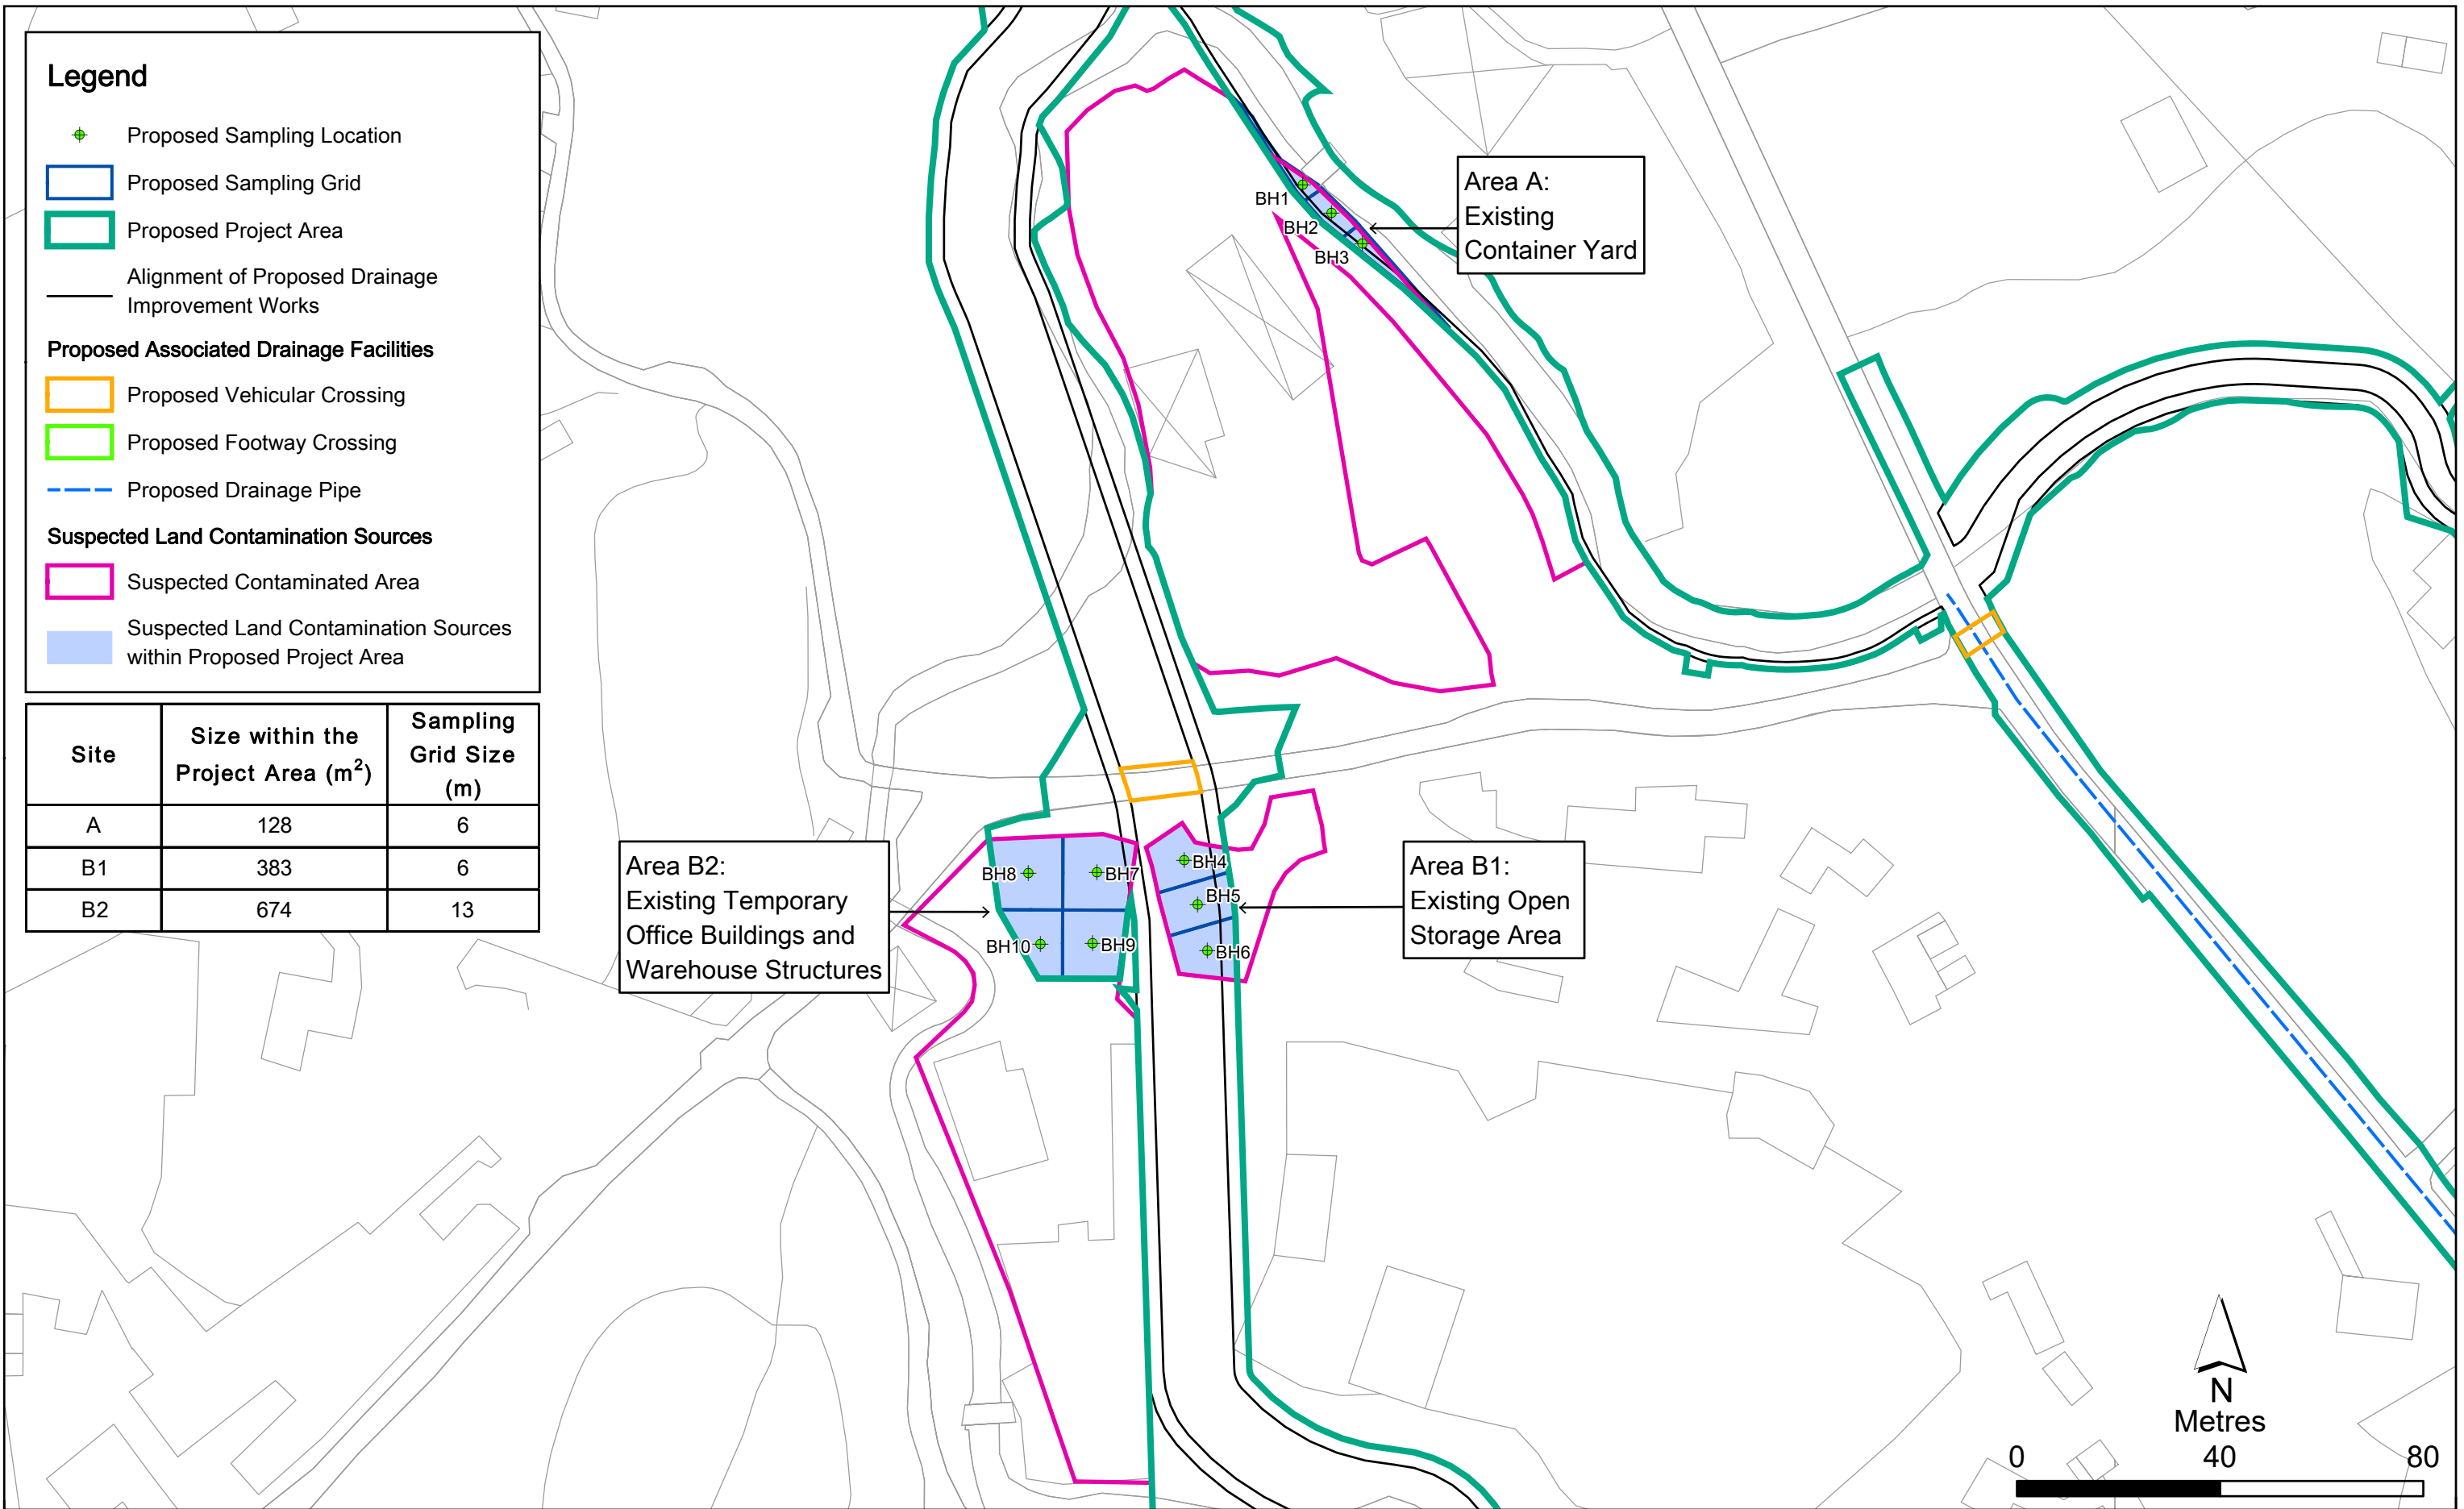 Legend
Proposed Sampling Location
Proposed Sampling Grid
Proposed Project Area
Alignment of Proposed Drainage
Improvement Works
Proposed Associated Drainage Facilities
Proposed Vehicular Crossing
Proposed Footway Crossing
Proposed Drainage Pipe
Suspected Land Contamination Sources
Suspected Contaminated Area
Suspected Land Contamination Sources
within Proposed Project Area
Site Size within the Project Area (m²) Sampling Grid Size (m)
A 128 6
B1 383 6
B2 674 13
Area A:
Existing
Container Yard
BH1
BH2
BH3
Area B2:
Existing Temporary
Office Buildings and
Warehouse Structures
BH8
BH7
BH10
BH9
BH4
BH5
BH6
Area B1:
Existing Open
Storage Area
N
Metres
0 40 80